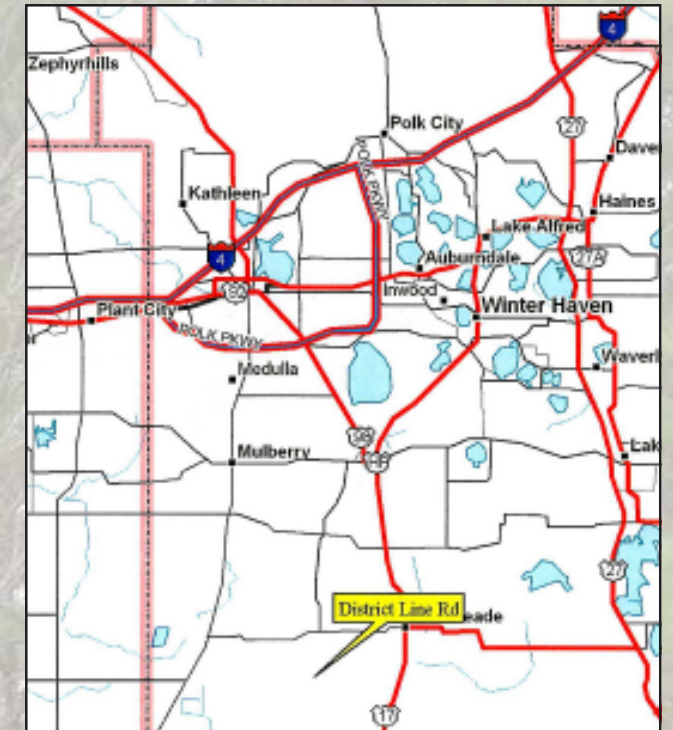 4
Zephyrhills
Polk City
27
POLK PKWY
Dave
Kathleen
Haines
Lake Alfred
4
Auburndale
27A
92
Inwood
Plant City
Winter Haven
POLK PKWY
Waverl
Medulla
98
Lak
Mulberry
27
District Line Rd
eade
17